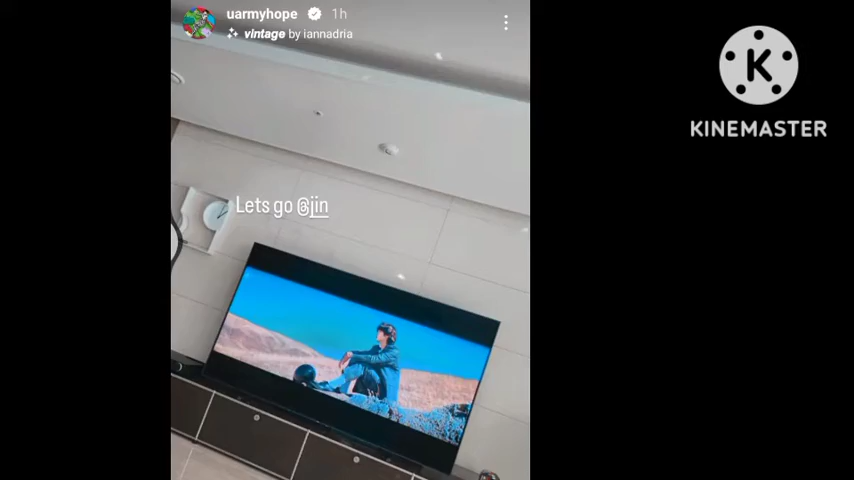 uarmyhope 1h
vintage by iannadria
Lets go @jin
K
KINEMASTER